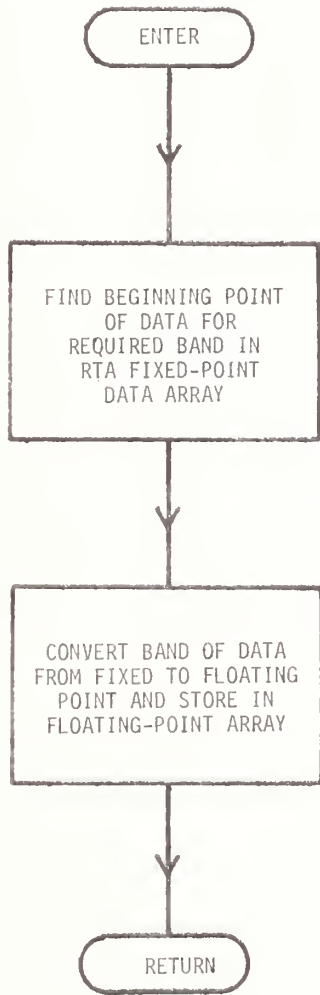 ENTER
FIND BEGINNING POINT
OF DATA FOR
REQUIRED BAND IN
RTA FIXED-POINT
DATA ARRAY
CONVERT BAND OF DATA
FROM FIXED TO FLOATING
POINT AND STORE IN
FLOATING-POINT ARRAY
RETURN